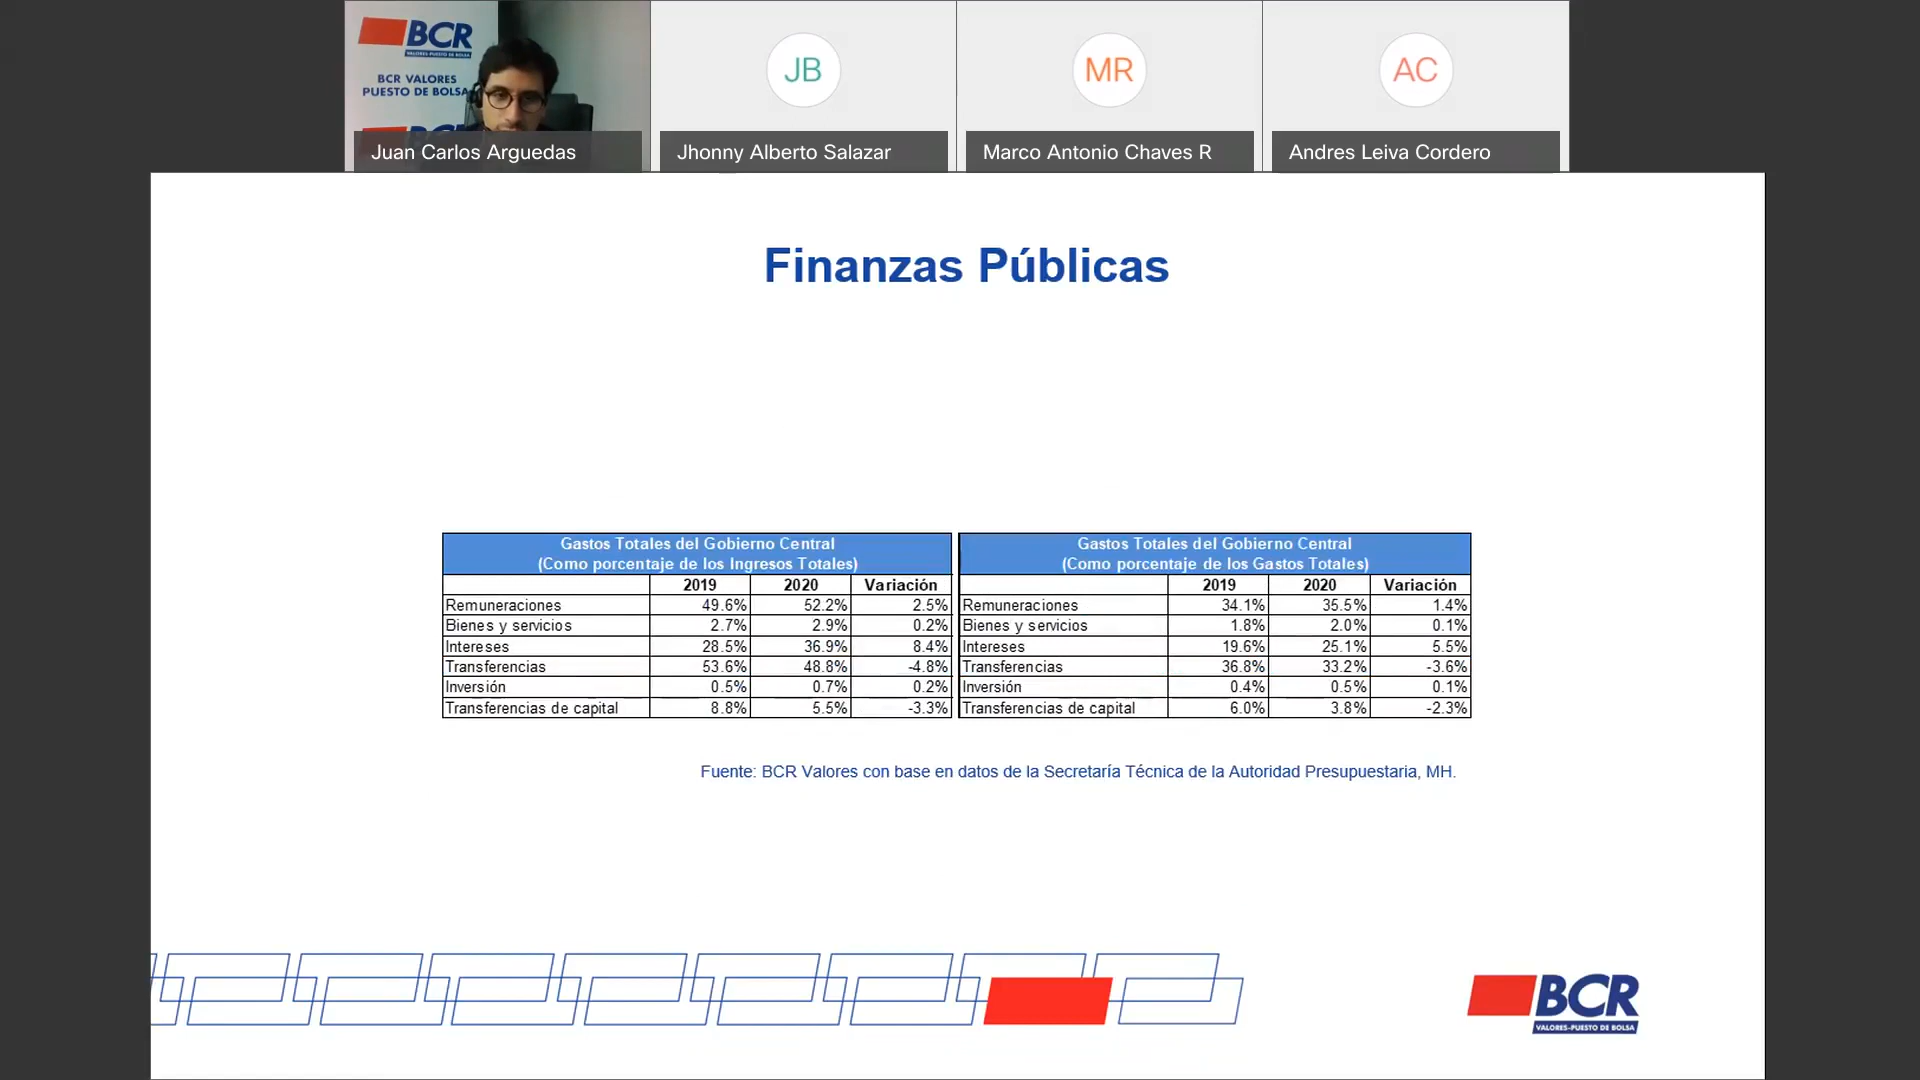 BCR
VALORES-PUESTO DE BOLSA
BCR VALORES
PUESTO DE BOLSA
BCR
Juan Carlos Arguedas
JB
Jhonny Alberto Salazar
MR
Marco Antonio Chaves R
AC
Andres Leiva Cordero
Finanzas Públicas
Gastos Totales del Gobierno Central
(Como porcentaje de los Ingresos Totales)
2019 2020 Variación
Remuneraciones 49.6% 52.2% 2.5%
Bienes y servicios 2.7% 2.9% 0.2%
Intereses 28.5% 36.9% 8.4%
Transferencias 53.6% 48.8% -4.8%
Inversión 0.5% 0.7% 0.2%
Transferencias de capital 8.8% 5.5% -3.3%
Gastos Totales del Gobierno Central
(Como porcentaje de los Gastos Totales)
2019 2020 Variación
Remuneraciones 34.1% 35.5% 1.4%
Bienes y servicios 1.8% 2.0% 0.1%
Intereses 19.6% 25.1% 5.5%
Transferencias 36.8% 33.2% -3.6%
Inversión 0.4% 0.5% 0.1%
Transferencias de capital 6.0% 3.8% -2.3%
Fuente: BCR Valores con base en datos de la Secretaría Técnica de la Autoridad Presupuestaria, MH.
BCR
VALORES-PUESTO DE BOLSA